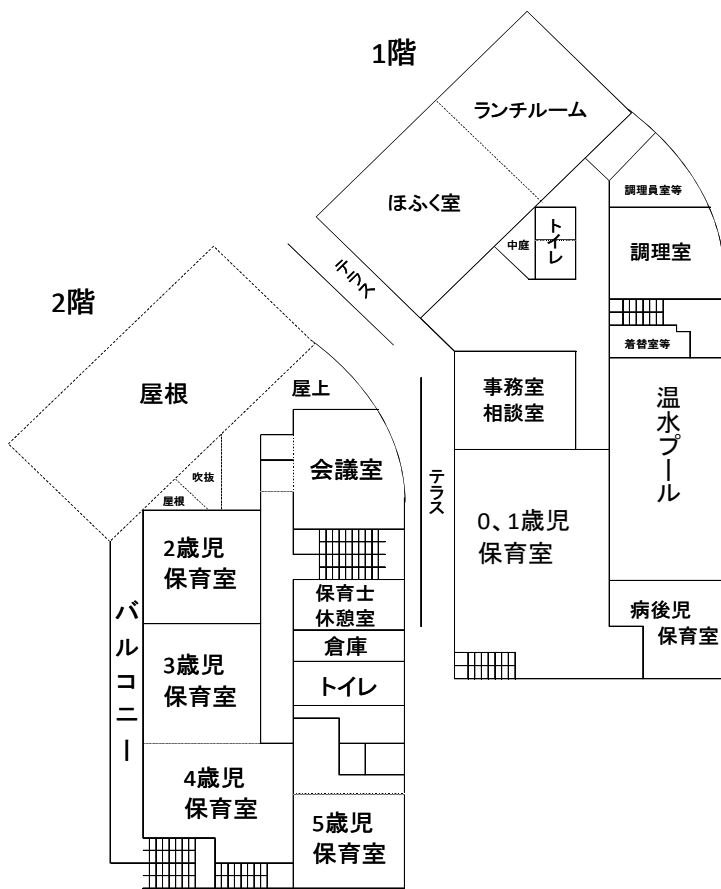 1階
ランチルーム
ほふく室
調理員室等
トイレ
中庭
調理室
テラス
着替室等
事務室
相談室
温水プール
テラス
0、1歳児
保育室
病後児
保育室
2階
屋根
屋上
会議室
吹抜
屋根
2歳児
保育室
保育士
休憩室
バルコニー
倉庫
3歳児
保育室
トイレ
4歳児
保育室
5歳児
保育室